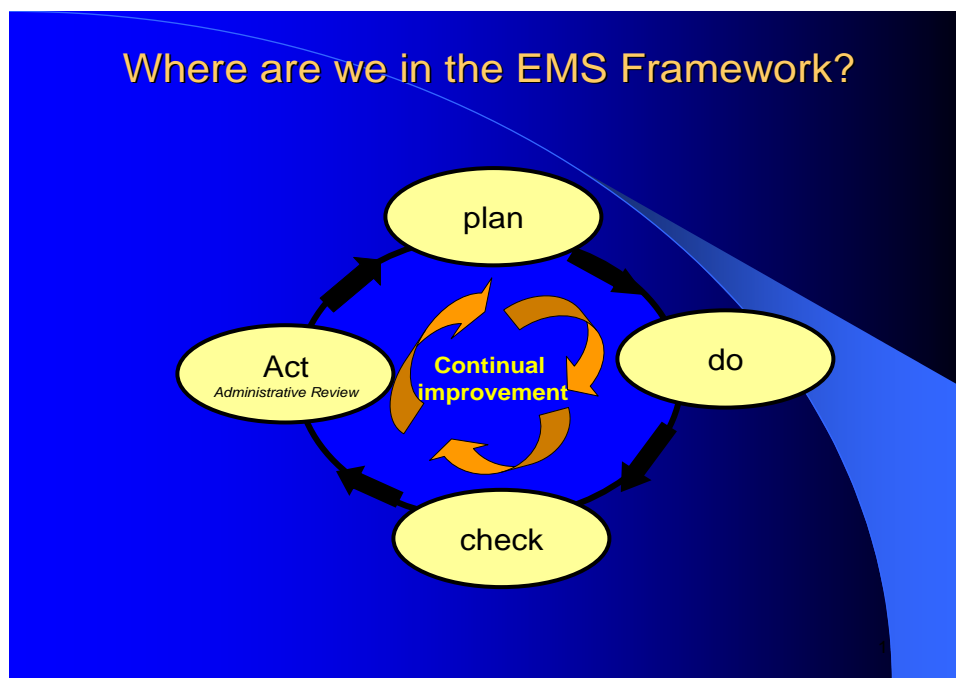 Where are we in the EMS Framework?
plan
do
Act
Administrative Review
Continual
improvement
check